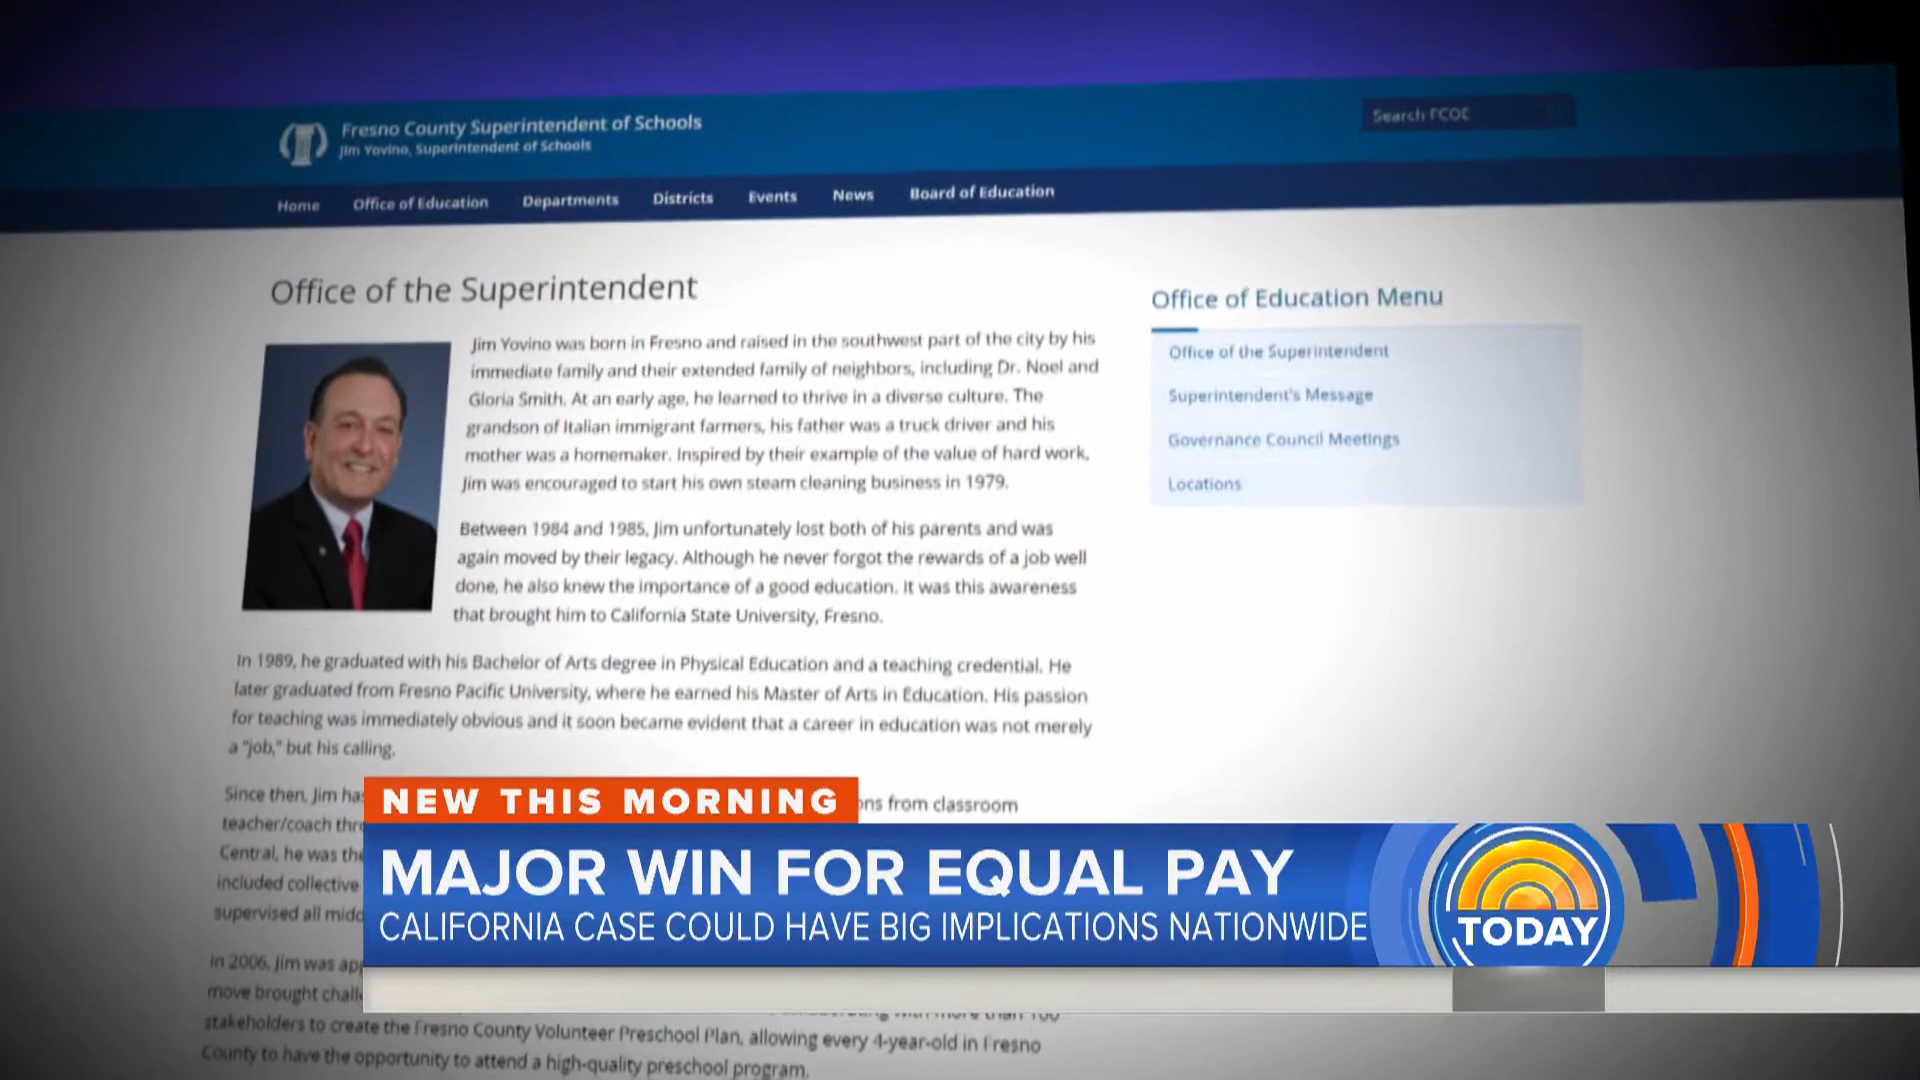 Fresno County Superintendent of Schools
Jim Yovino, Superintendent of Schools
Search FCOE
Home Office of Education Departments Districts Events News Board of Education
Office of the Superintendent
Jim Yovino was born in Fresno and raised in the southwest part of the city by his
immediate family and their extended family of neighbors, including Dr. Noel and
Gloria Smith. At an early age, he learned to thrive in a diverse culture. The
grandson of Italian immigrant farmers, his father was a truck driver and his
mother was a homemaker. Inspired by their example of the value of hard work,
Jim was encouraged to start his own steam cleaning business in 1979.
Between 1984 and 1985, Jim unfortunately lost both of his parents and was
again moved by their legacy. Although he never forgot the rewards of a job well
done, he also knew the importance of a good education. It was this awareness
that brought him to California State University, Fresno.
In 1989, he graduated with his Bachelor of Arts degree in Physical Education and a teaching credential. He
later graduated from Fresno Pacific University, where he earned his Master of Arts in Education. His passion
for teaching was immediately obvious and it soon became evident that a career in education was not merely
a "job," but his calling.
Since then, Jim has ons from classroom
teacher/coach thro
Central, he was the
included collective
supervised all midd
In 2006, Jim was app
move brought challe
with more than 100
stakeholders to create the Fresno County Volunteer Preschool Plan, allowing every 4-year-old in Fresno
County to have the opportunity to attend a high-quality preschool program.
Office of Education Menu
Office of the Superintendent
Superintendent's Message
Governance Council Meetings
Locations
NEW THIS MORNING
MAJOR WIN FOR EQUAL PAY
CALIFORNIA CASE COULD HAVE BIG IMPLICATIONS NATIONWIDE
TODAY